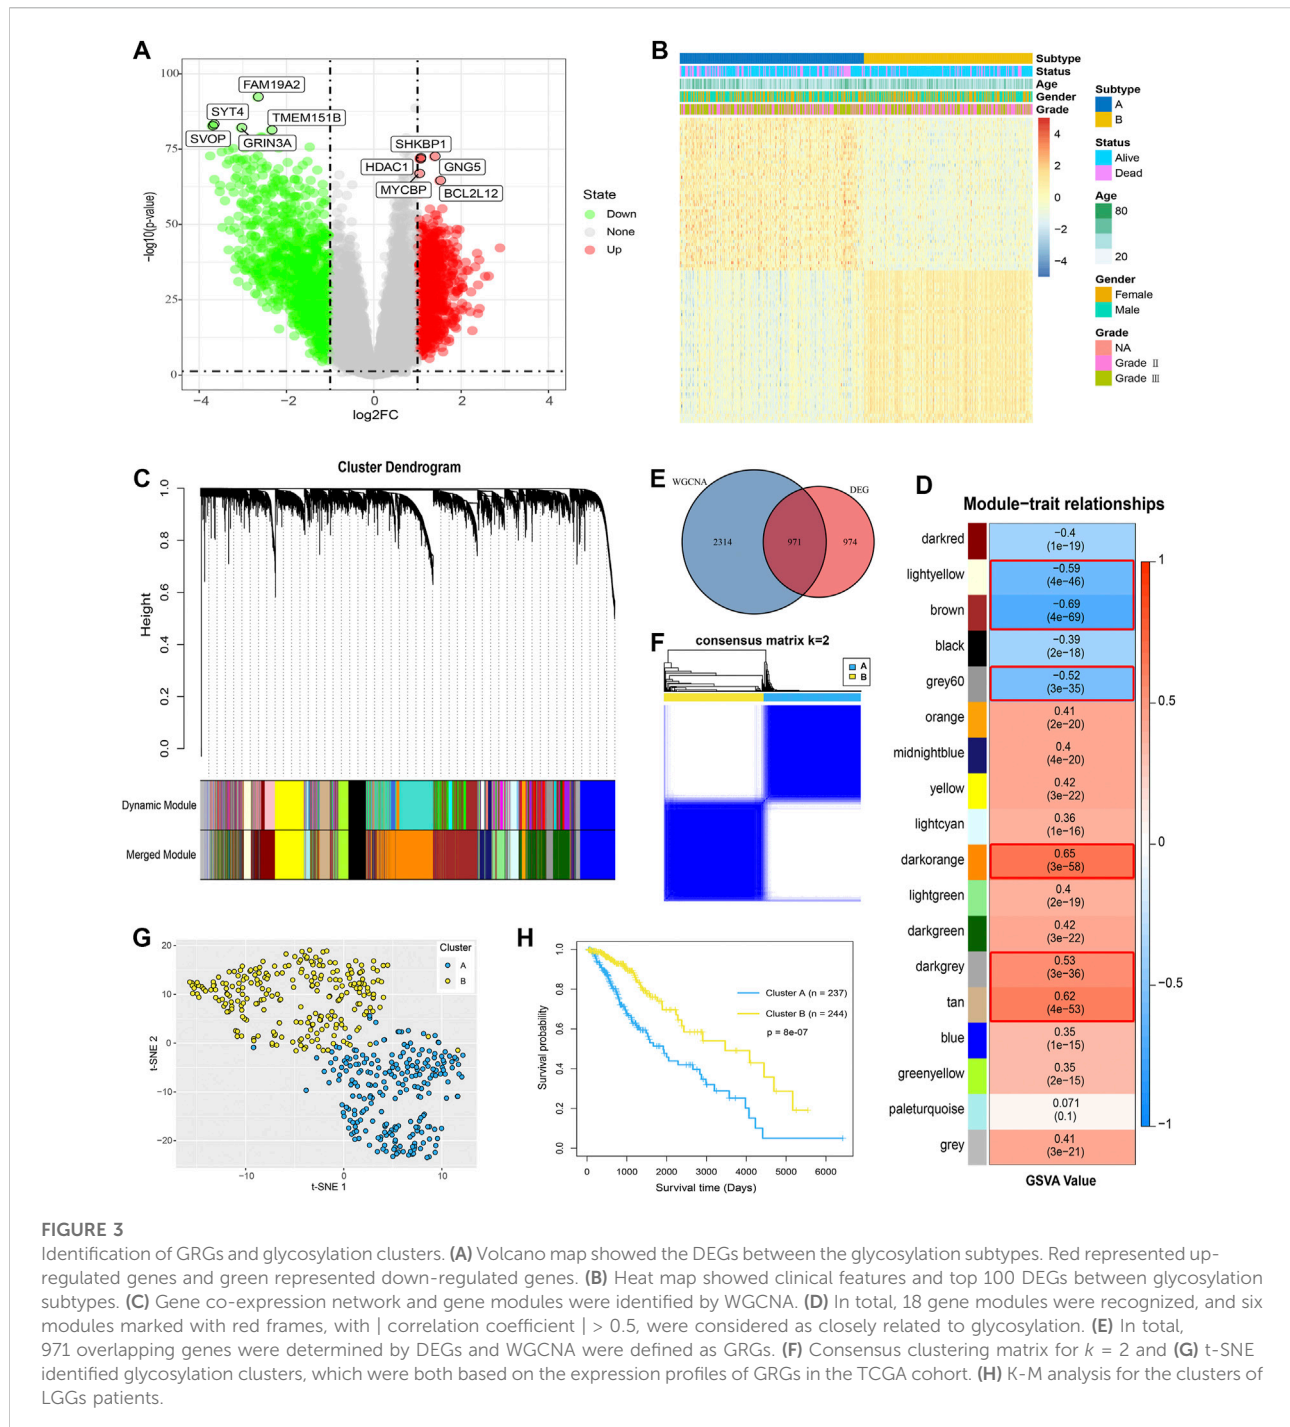 A
100
75
50
25
0
−log10(p-value)
−4
−2
0
2
4
log2FC
FAM19A2
SYT4
TMEM151B
SVOP
GRIN3A
SHKBP1
HDAC1
GNG5
MYCBP
BCL2L12
State
Down
None
Up
B
Subtype
Status
Age
Gender
Grade
4
2
0
−2
−4
Subtype
A
B
Status
Alive
Dead
Age
80
20
Gender
Female
Male
Grade
NA
Grade Ⅱ
Grade Ⅲ
C
Cluster Dendrogram
Height
1.0
0.8
0.6
0.4
0.2
0.0
Dynamic Module
Merged Module
E
WGCNA
DEG
2314
971
974
F
consensus matrix k=2
A
B
D
Module−trait relationships
darkred
−0.4
(1e−19)
lightyellow
−0.59
(4e−46)
brown
−0.69
(4e−69)
black
−0.39
(2e−18)
grey60
−0.52
(3e−35)
orange
0.41
(2e−20)
midnightblue
0.4
(4e−20)
yellow
0.42
(3e−22)
lightcyan
0.36
(1e−16)
darkorange
0.65
(3e−58)
lightgreen
0.4
(2e−19)
darkgreen
0.42
(3e−22)
darkgrey
0.53
(3e−36)
tan
0.62
(4e−53)
blue
0.35
(1e−15)
greenyellow
0.35
(2e−15)
paleturquoise
0.071
(0.1)
grey
0.41
(3e−21)
GSVA Value
1
0.5
0
−0.5
−1
G
20
10
0
−10
−20
t-SNE 2
−10
0
10
t-SNE 1
Cluster
A
B
H
1.0
0.8
0.6
0.4
0.2
0.0
Survival probability
0
1000
2000
3000
4000
5000
6000
Survival time (Days)
Cluster A (n = 237)
Cluster B (n = 244)
p = 8e-07
FIGURE 3
Identification of GRGs and glycosylation clusters. (A) Volcano map showed the DEGs between the glycosylation subtypes. Red represented up-
regulated genes and green represented down-regulated genes. (B) Heat map showed clinical features and top 100 DEGs between glycosylation
subtypes. (C) Gene co-expression network and gene modules were identified by WGCNA. (D) In total, 18 gene modules were recognized, and six
modules marked with red frames, with | correlation coefficient | > 0.5, were considered as closely related to glycosylation. (E) In total,
971 overlapping genes were determined by DEGs and WGCNA were defined as GRGs. (F) Consensus clustering matrix for k = 2 and (G) t-SNE
identified glycosylation clusters, which were both based on the expression profiles of GRGs in the TCGA cohort. (H) K-M analysis for the clusters of
LGGs patients.